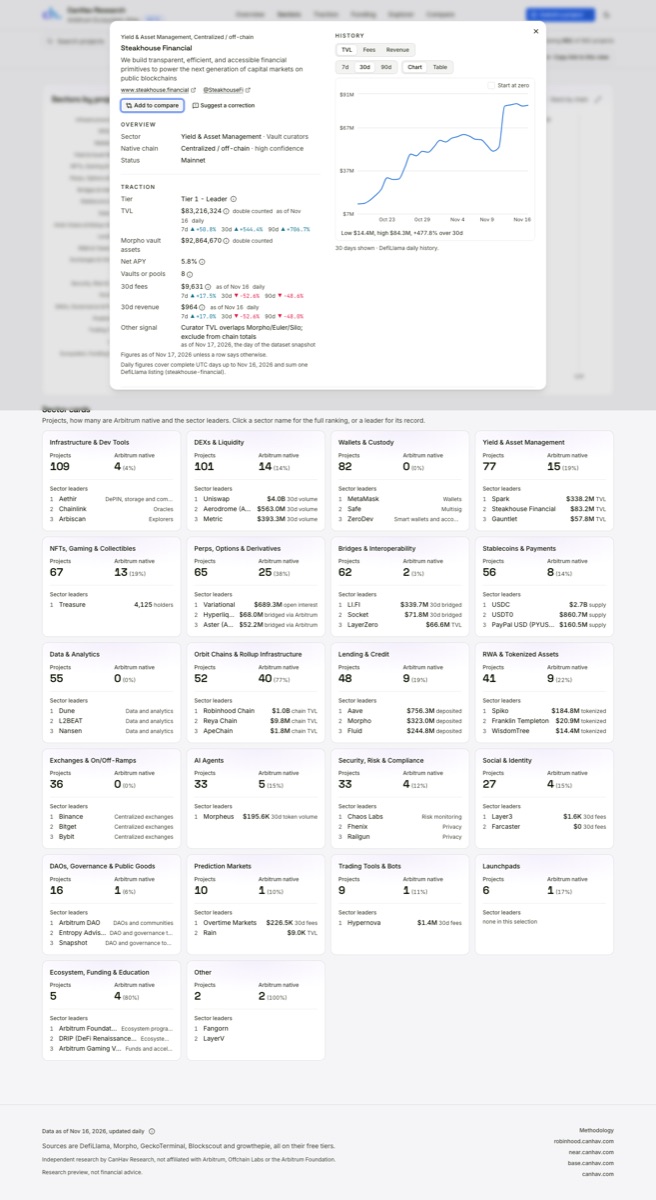 CanHav Research
Yield & Asset Management, Centralized / off-chain
Steakhouse Financial
We build transparent, efficient, and accessible financial
primitives to power the next generation of capital markets on
public blockchains
www.steakhouse.financial @SteakhouseFi
Add to compare Suggest a correction
OVERVIEW
Sector Yield & Asset Management · Vault curators
Native chain Centralized / off-chain · high confidence
Status Mainnet
TRACTION
Tier Tier 1 - Leader
TVL $83,216,324 double counted as of Nov
16 daily
7d ▲+56.8% 30d ▲+544.4% 90d ▲+706.7%
Morpho vault
assets
$92,864,670 double counted
Net APY 5.8%
Vaults or pools 8
30d fees $9,631 as of Nov 16 daily
7d ▲+17.5% 30d ▼-52.6% 90d ▼-48.6%
30d revenue $964 as of Nov 16 daily
7d ▲+17.8% 30d ▼-52.6% 90d ▼-48.0%
Other signal Curator TVL overlaps Morpho/Euler/Silo;
exclude from chain totals
as of Nov 17, 2026, the day of the dataset snapshot
Figures as of Nov 17, 2026 unless a row says otherwise.
Daily figures cover complete UTC days up to Nov 16, 2026 and sum one
DefiLlama listing (steakhouse-financial).
HISTORY
TVL Fees Revenue
7d 30d 90d Chart Table
Start at zero
$67M
$37M
$7M
Oct 23 Oct 29 Nov 4 Nov 9 Nov 16
Low $14.4M, high $84.3M, +477.8% over 30d
30 days shown · DefiLlama daily history.
Sector cards
Projects, how many are Arbitrum native and the sector leaders. Click a sector name for the full ranking, or a leader for its record.
Infrastructure & Dev Tools
Projects Arbitrum native
109 4 (4%)
Sector leaders
1 Aethir DePIN, storage and com...
2 Chainlink Oracles
3 Arbiscan Explorers
DEXs & Liquidity
Projects Arbitrum native
101 14 (14%)
Sector leaders
1 Uniswap $4.0B 30d volume
2 Aerodrome (A... $563.0M 30d volume
3 Metric $393.3M 30d volume
Wallets & Custody
Projects Arbitrum native
82 0 (0%)
Sector leaders
1 MetaMask Wallets
2 Safe Multisig
3 ZeroDev Smart wallets and acco...
Yield & Asset Management
Projects Arbitrum native
77 15 (19%)
Sector leaders
1 Spark $338.2M TVL
2 Steakhouse Financial $83.2M TVL
3 Gauntlet $57.8M TVL
NFTs, Gaming & Collectibles
Projects Arbitrum native
67 13 (19%)
Sector leaders
1 Treasure 4,125 holders
Perps, Options & Derivatives
Projects Arbitrum native
65 25 (38%)
Sector leaders
1 Variational $689.3M open interest
2 Hyperliq... $68.0M bridged via Arbitrum
3 Aster (A... $52.2M bridged via Arbitrum
Bridges & Interoperability
Projects Arbitrum native
62 2 (3%)
Sector leaders
1 LI.FI $339.7M 30d bridged
2 Socket $71.8M 30d bridged
3 LayerZero $66.6M TVL
Stablecoins & Payments
Projects Arbitrum native
56 8 (14%)
Sector leaders
1 USDC $2.7B supply
2 USDT0 $860.7M supply
3 PayPal USD (PYUS... $160.5M supply
Data & Analytics
Projects Arbitrum native
55 0 (0%)
Sector leaders
1 Dune Data and analytics
2 L2BEAT Data and analytics
3 Nansen Data and analytics
Orbit Chains & Rollup Infrastructure
Projects Arbitrum native
52 40 (77%)
Sector leaders
1 Robinhood Chain $1.0B chain TVL
2 Reya Chain $9.8M chain TVL
3 ApeChain $1.8M chain TVL
Lending & Credit
Projects Arbitrum native
48 9 (19%)
Sector leaders
1 Aave $756.3M deposited
2 Morpho $323.0M deposited
3 Fluid $244.8M deposited
RWA & Tokenized Assets
Projects Arbitrum native
41 9 (22%)
Sector leaders
1 Spiko $184.8M tokenized
2 Franklin Templeton $20.9M tokenized
3 WisdomTree $14.4M tokenized
Exchanges & On/Off-Ramps
Projects Arbitrum native
36 0 (0%)
Sector leaders
1 Binance Centralized exchanges
2 Bitget Centralized exchanges
3 Bybit Centralized exchanges
AI Agents
Projects Arbitrum native
33 5 (15%)
Sector leaders
1 Morpheus $195.6K 30d token volume
Security, Risk & Compliance
Projects Arbitrum native
33 4 (12%)
Sector leaders
1 Chaos Labs Risk monitoring
2 Fhenix Privacy
3 Railgun Privacy
Social & Identity
Projects Arbitrum native
27 4 (15%)
Sector leaders
1 Layer3 $1.6K 30d fees
2 Farcaster $0 30d fees
DAOs, Governance & Public Goods
Projects Arbitrum native
16 1 (6%)
Sector leaders
1 Arbitrum DAO DAOs and communities
2 Entropy Advis... DAO and governance t...
3 Snapshot DAO and governance to...
Prediction Markets
Projects Arbitrum native
10 1 (10%)
Sector leaders
1 Overtime Markets $226.5K 30d fees
2 Rain $9.0K TVL
Trading Tools & Bots
Projects Arbitrum native
9 1 (11%)
Sector leaders
1 Hypernova $1.4M 30d fees
Launchpads
Projects Arbitrum native
6 1 (17%)
Sector leaders
none in this selection
Ecosystem, Funding & Education
Projects Arbitrum native
5 4 (80%)
Sector leaders
1 Arbitrum Foundat... Ecosystem progra...
2 DRIP (DeFi Renaissance... Ecosyste...
3 Arbitrum Gaming V... Funds and accel...
Other
Projects Arbitrum native
2 2 (100%)
Sector leaders
1 Fangorn
2 LayerV
Data as of Nov 16, 2026, updated daily
Sources are DefiLlama, Morpho, GeckoTerminal, Blockscout and growthepie, all on their free tiers.
Independent research by CanHav Research, not affiliated with Arbitrum, Offchain Labs or the Arbitrum Foundation.
Research preview, not financial advice.
Methodology
robinhood.canhav.com
near.canhav.com
base.canhav.com
canhav.com